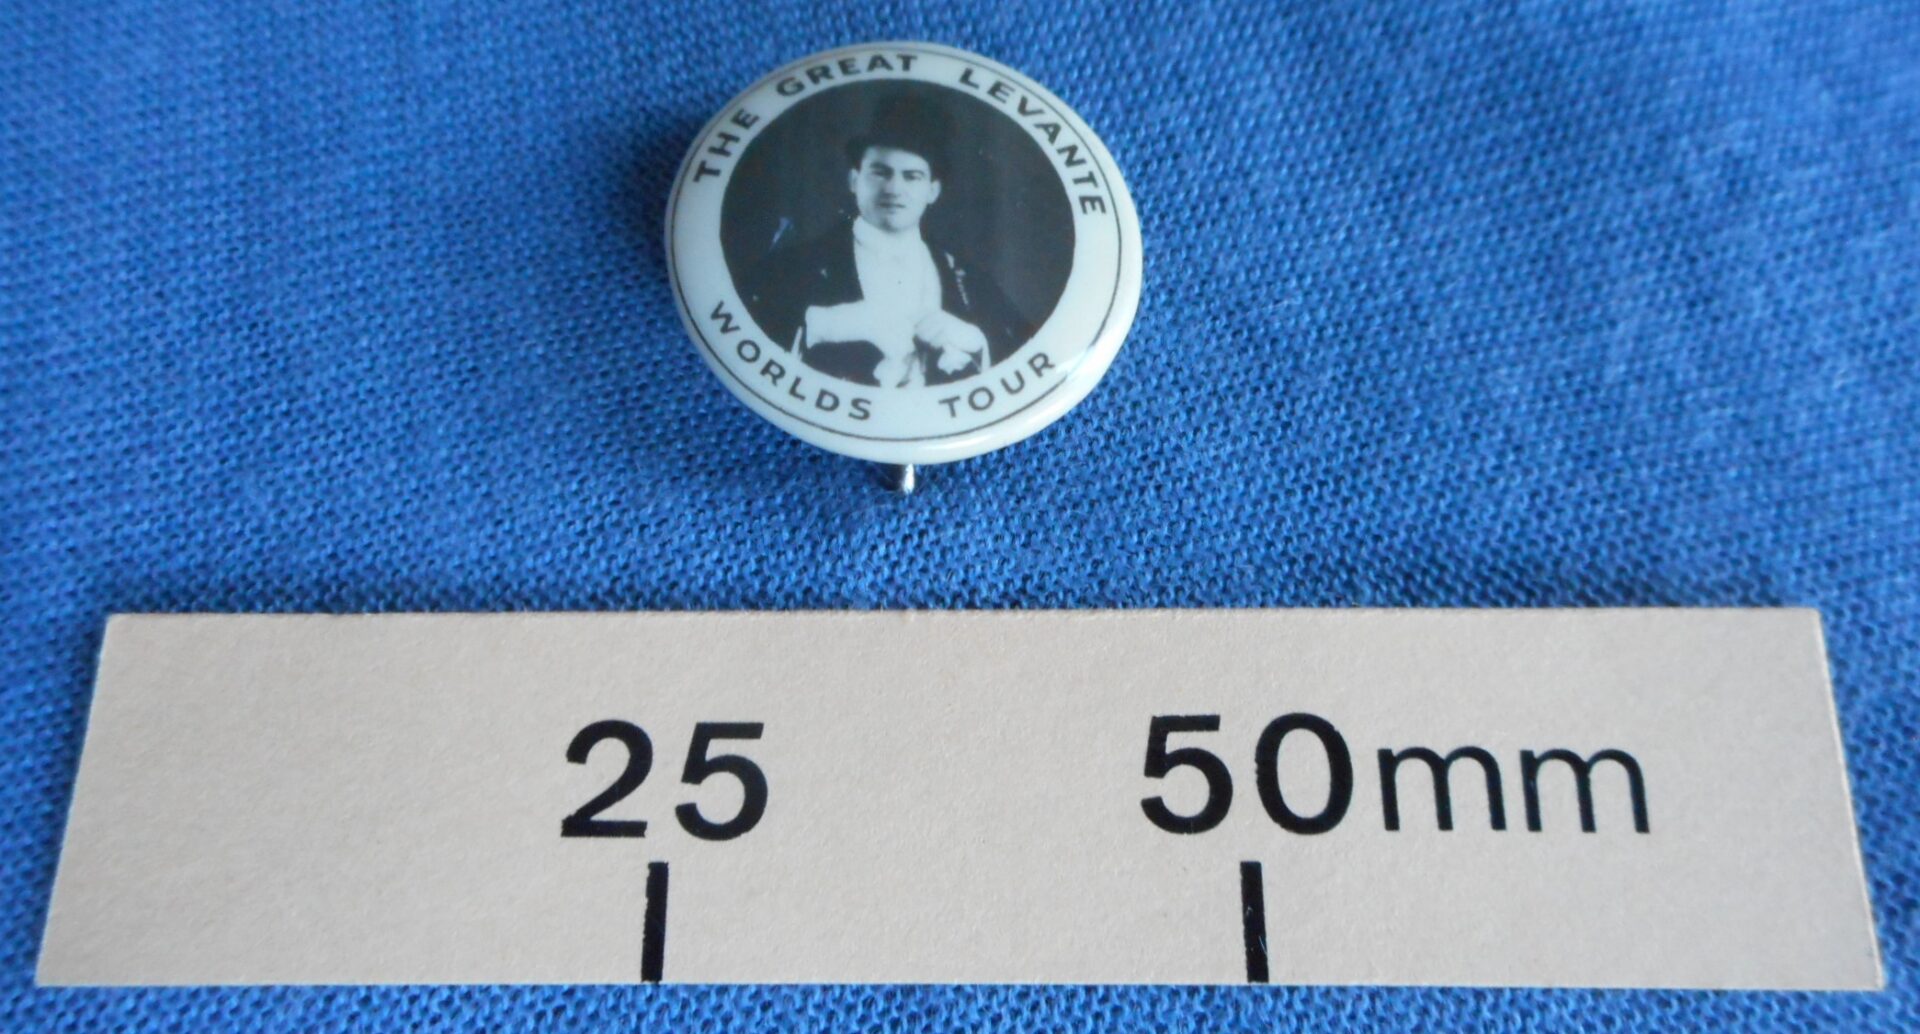 THE GREAT LEVANTE
WORLDS TOUR
25 50mm